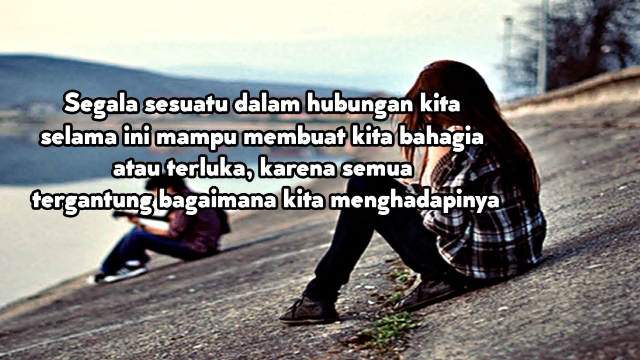 Segala sesuatu dalam hubungan kita
selama ini mampu membuat kita bahagia
atau terluka, karena semua
tergantung bagaimana kita menghadapinya